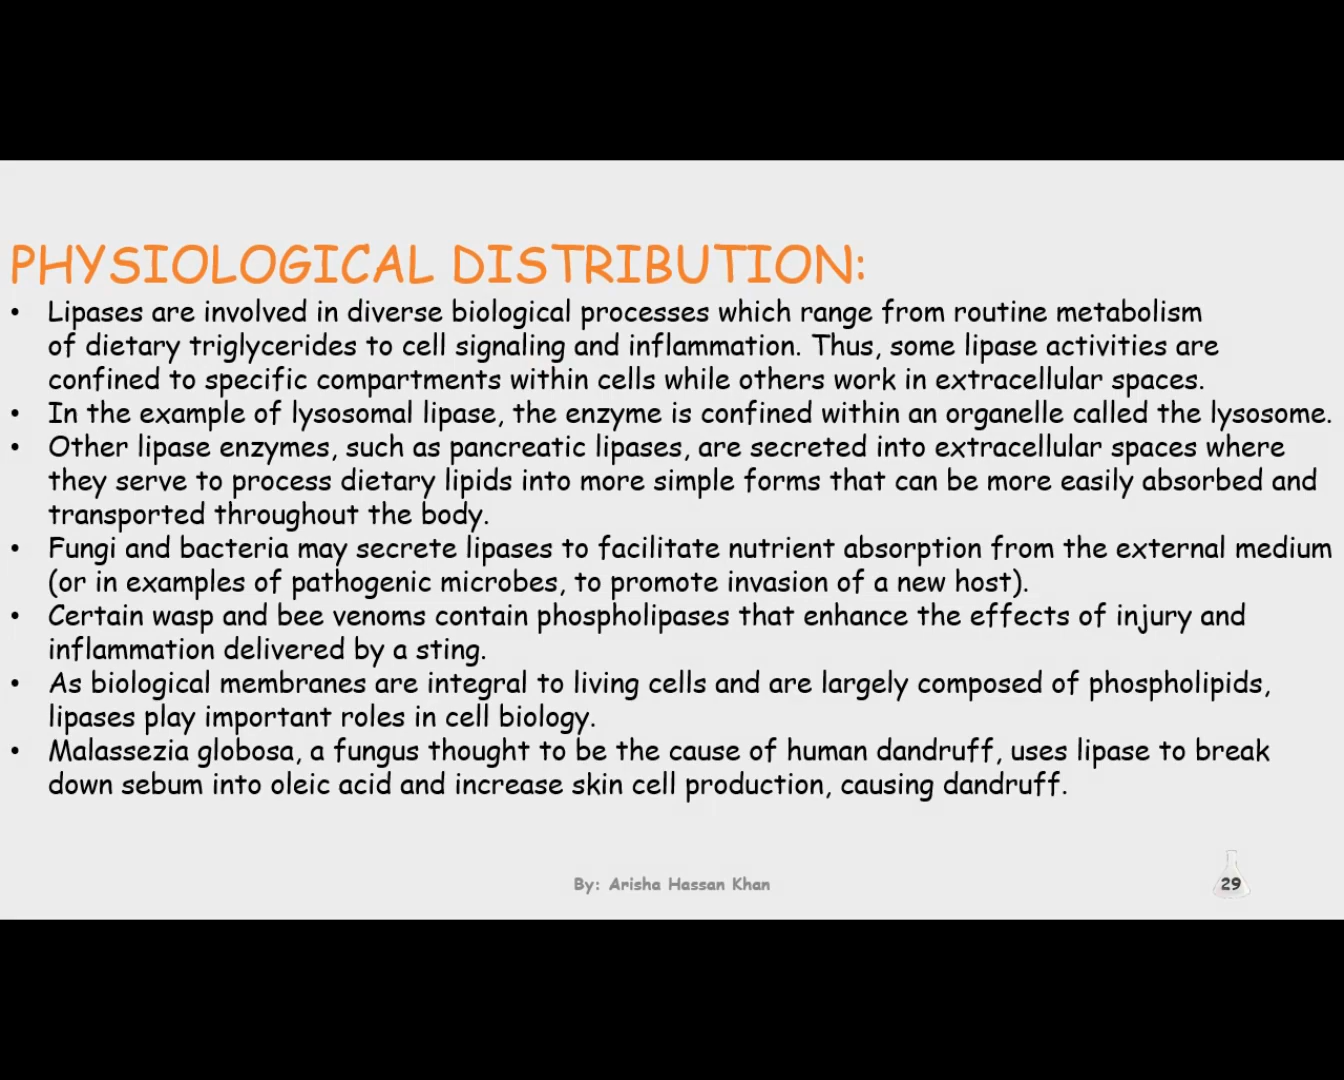 PHYSIOLOGICAL DISTRIBUTION:
• Lipases are involved in diverse biological processes which range from routine metabolism
of dietary triglycerides to cell signaling and inflammation. Thus, some lipase activities are
confined to specific compartments within cells while others work in extracellular spaces.
• In the example of lysosomal lipase, the enzyme is confined within an organelle called the lysosome.
• Other lipase enzymes, such as pancreatic lipases, are secreted into extracellular spaces where
they serve to process dietary lipids into more simple forms that can be more easily absorbed and
transported throughout the body.
• Fungi and bacteria may secrete lipases to facilitate nutrient absorption from the external medium
(or in examples of pathogenic microbes, to promote invasion of a new host).
• Certain wasp and bee venoms contain phospholipases that enhance the effects of injury and
inflammation delivered by a sting.
• As biological membranes are integral to living cells and are largely composed of phospholipids,
lipases play important roles in cell biology.
• Malassezia globosa, a fungus thought to be the cause of human dandruff, uses lipase to break
down sebum into oleic acid and increase skin cell production, causing dandruff.
By: Arisha Hassan Khan
29